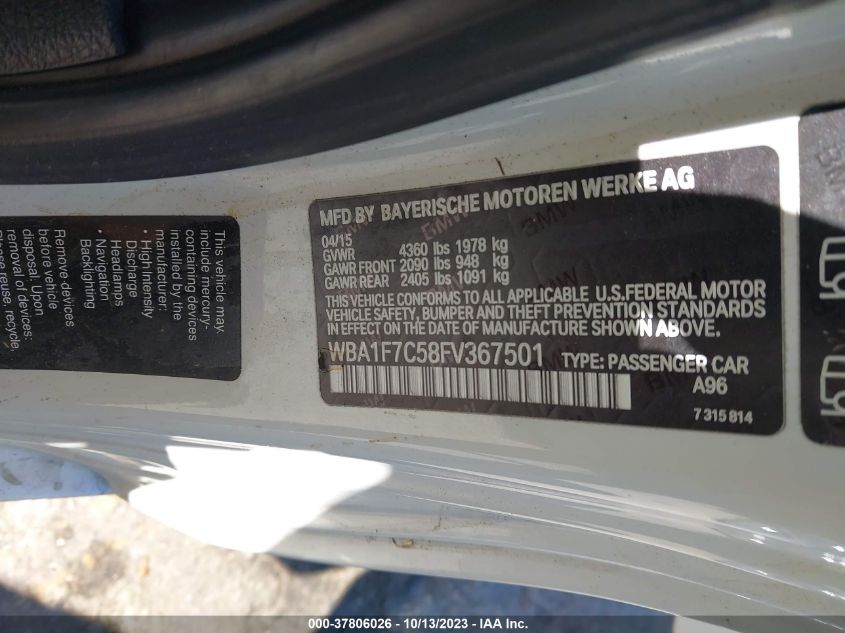 MFD BY BAYERISCHE MOTOREN WERKE AG
04/15
GVWR 4360 lbs 1978 kg
GAWR FRONT 2090 lbs 948 kg
GAWR REAR 2405 lbs 1091 kg
THIS VEHICLE CONFORMS TO ALL APPLICABLE U.S.FEDERAL MOTOR
VEHICLE SAFETY, BUMPER AND THEFT PREVENTION STANDARDS
IN EFFECT ON THE DATE OF MANUFACTURE SHOWN ABOVE.
WBA1F7C58FV367501 TYPE: PASSENGER CAR
A96
7 315 814
This vehicle may
include mercury-
containing devices
installed by the
manufacturer:
• High Intensity
Discharge
Headlamps
• Navigation
Backlighting
Remove devices
before vehicle
disposal. Upon
removal of devices:
please reuse, recycle,
000-37806026 - 10/13/2023 - IAA Inc.